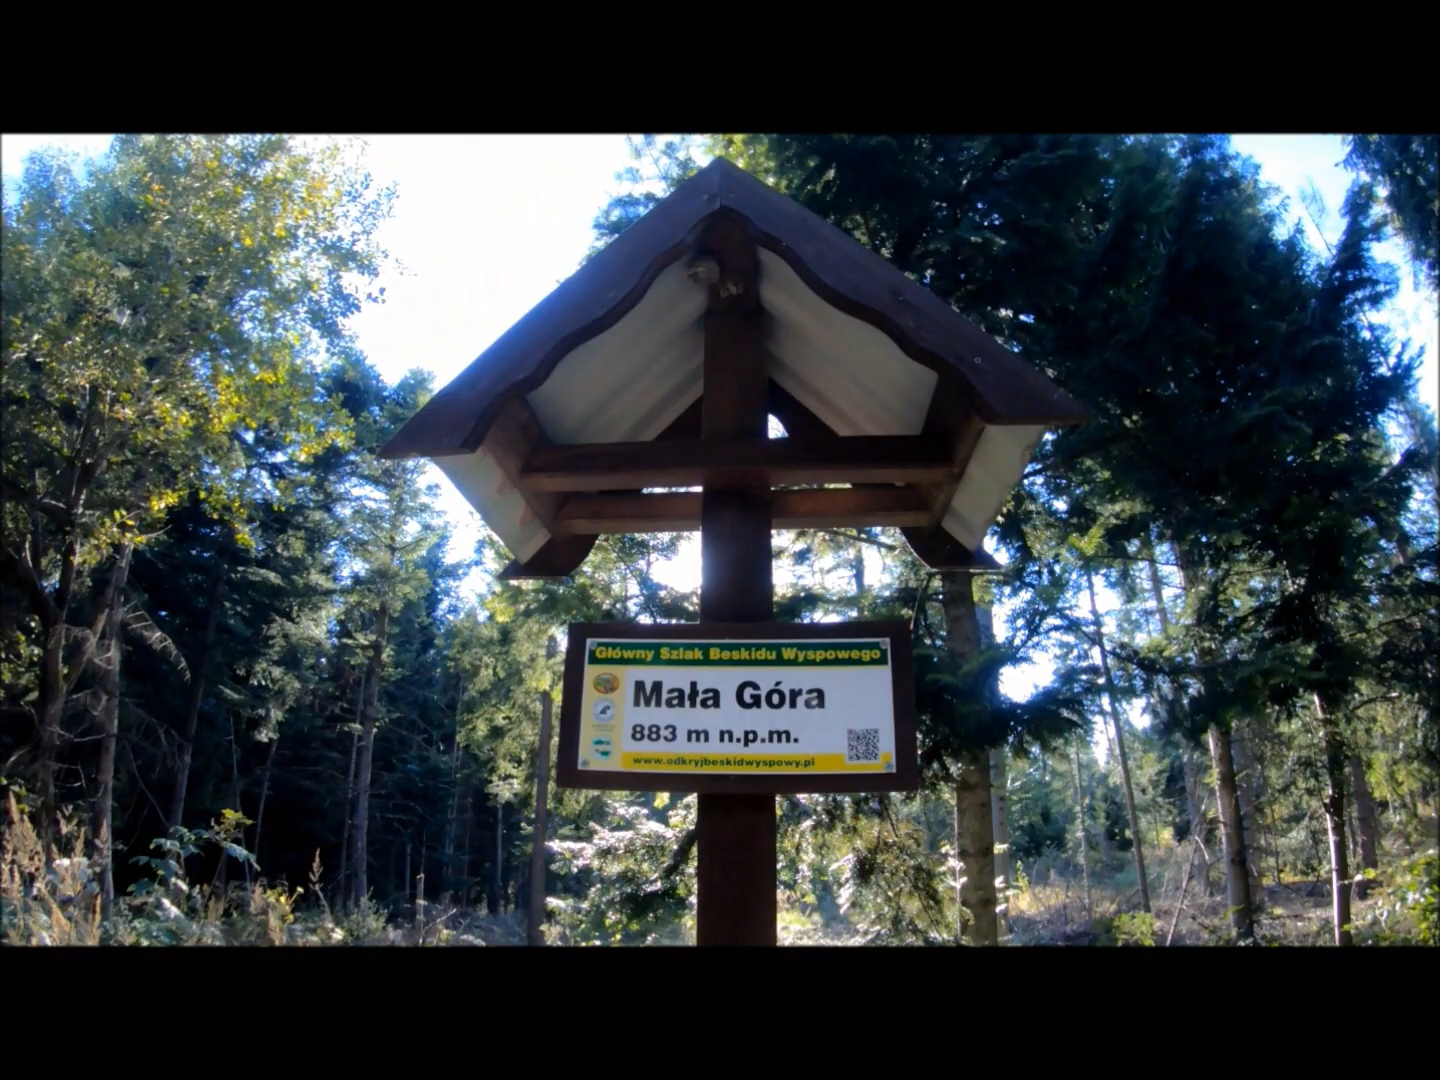 Główny Szlak Beskidu Wyspowego
Mała Góra
883 m n.p.m.
www.odkryjbeskidwyspowy.pl